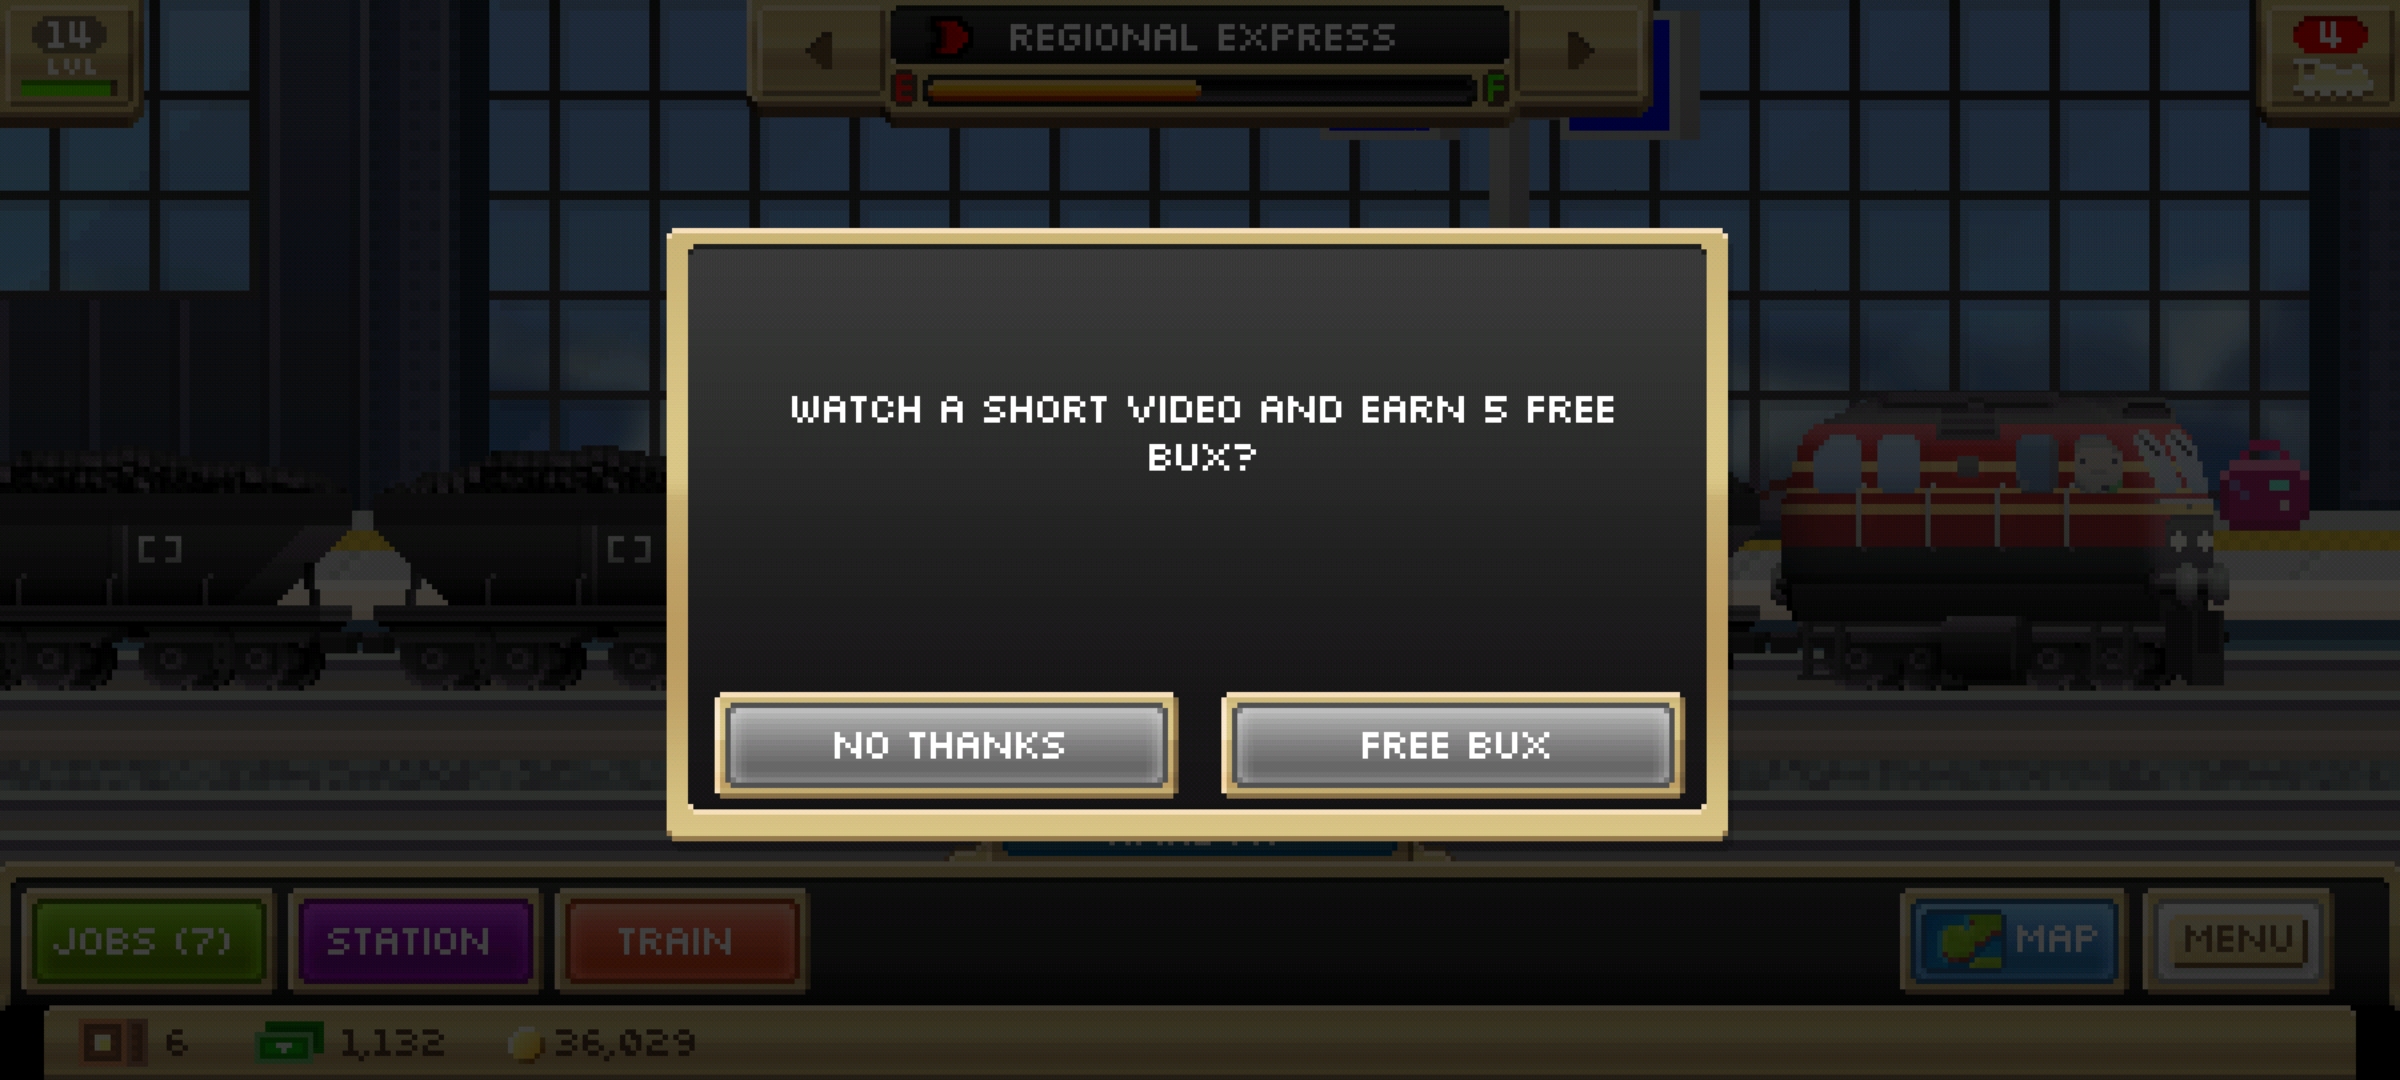 14
LVL
REGIONAL EXPRESS
E F
4
WATCH A SHORT VIDEO AND EARN 5 FREE
BUX?
NO THANKS
FREE BUX
JOBS (7)
STATION
TRAIN
MAP
MENU
6
1,132
36,029